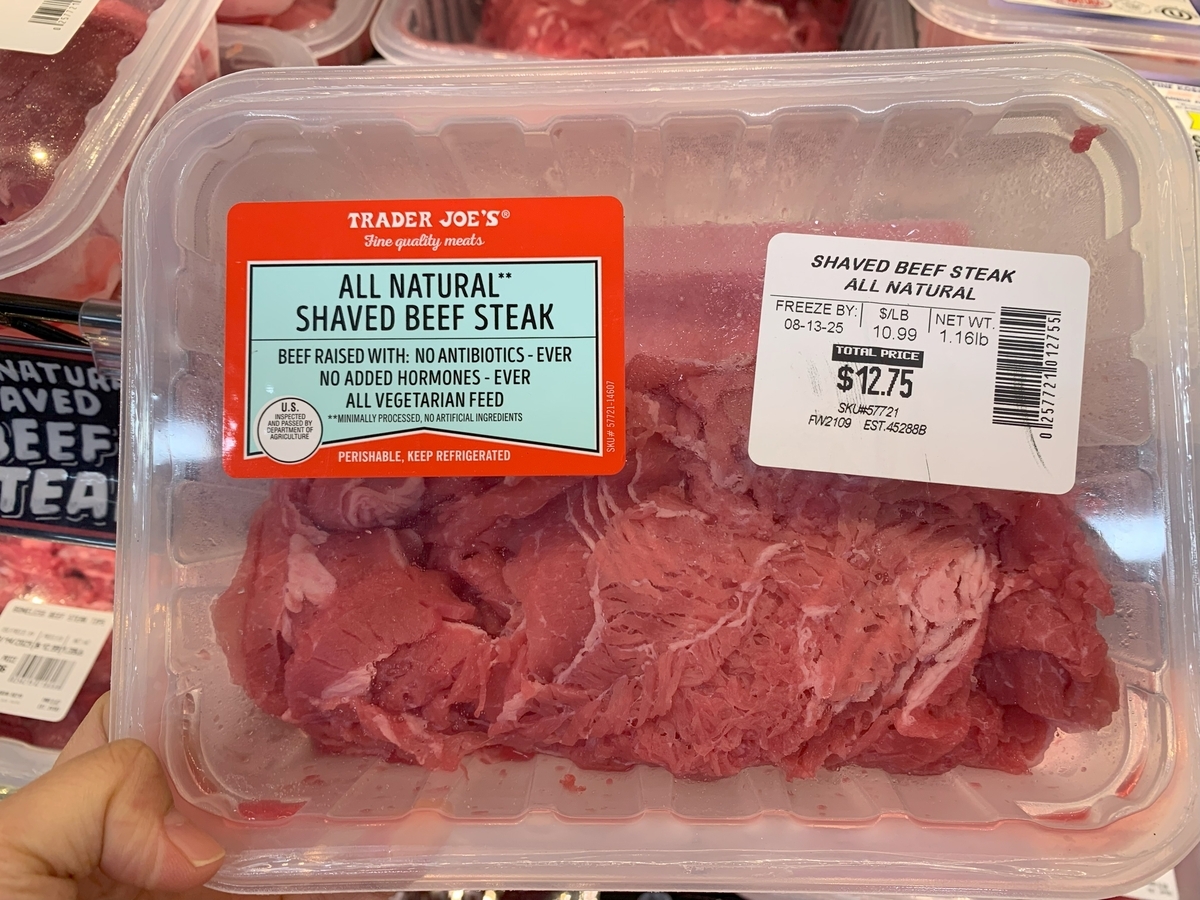 TRADER JOE'S®
Fine quality meats
ALL NATURAL**
SHAVED BEEF STEAK
BEEF RAISED WITH: NO ANTIBIOTICS - EVER
NO ADDED HORMONES - EVER
ALL VEGETARIAN FEED
**MINIMALLY PROCESSED, NO ARTIFICIAL INGREDIENTS
U.S.
INSPECTED
AND PASSED BY
DEPARTMENT OF
AGRICULTURE
PERISHABLE, KEEP REFRIGERATED
SKU# 57721-14607
SHAVED BEEF STEAK
ALL NATURAL
FREEZE BY: $/LB NET WT.
08-13-25 10.99 1.16lb
TOTAL PRICE
$12.75
SKU#57721
FW2109 EST.45288B
0257721012755
NATUR
AVED
BEEF
TEA